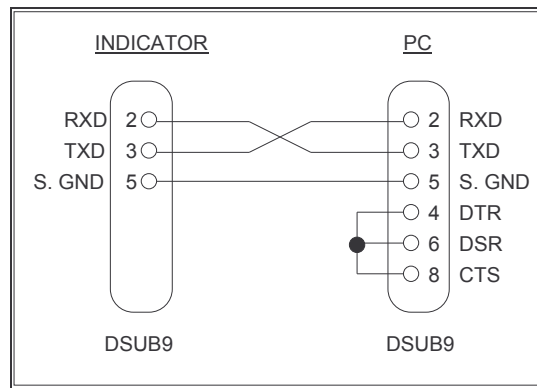 INDICATOR PC
RXD 2 2 RXD
TXD 3 3 TXD
S. GND 5 5 S. GND
4 DTR
6 DSR
8 CTS
DSUB9 DSUB9